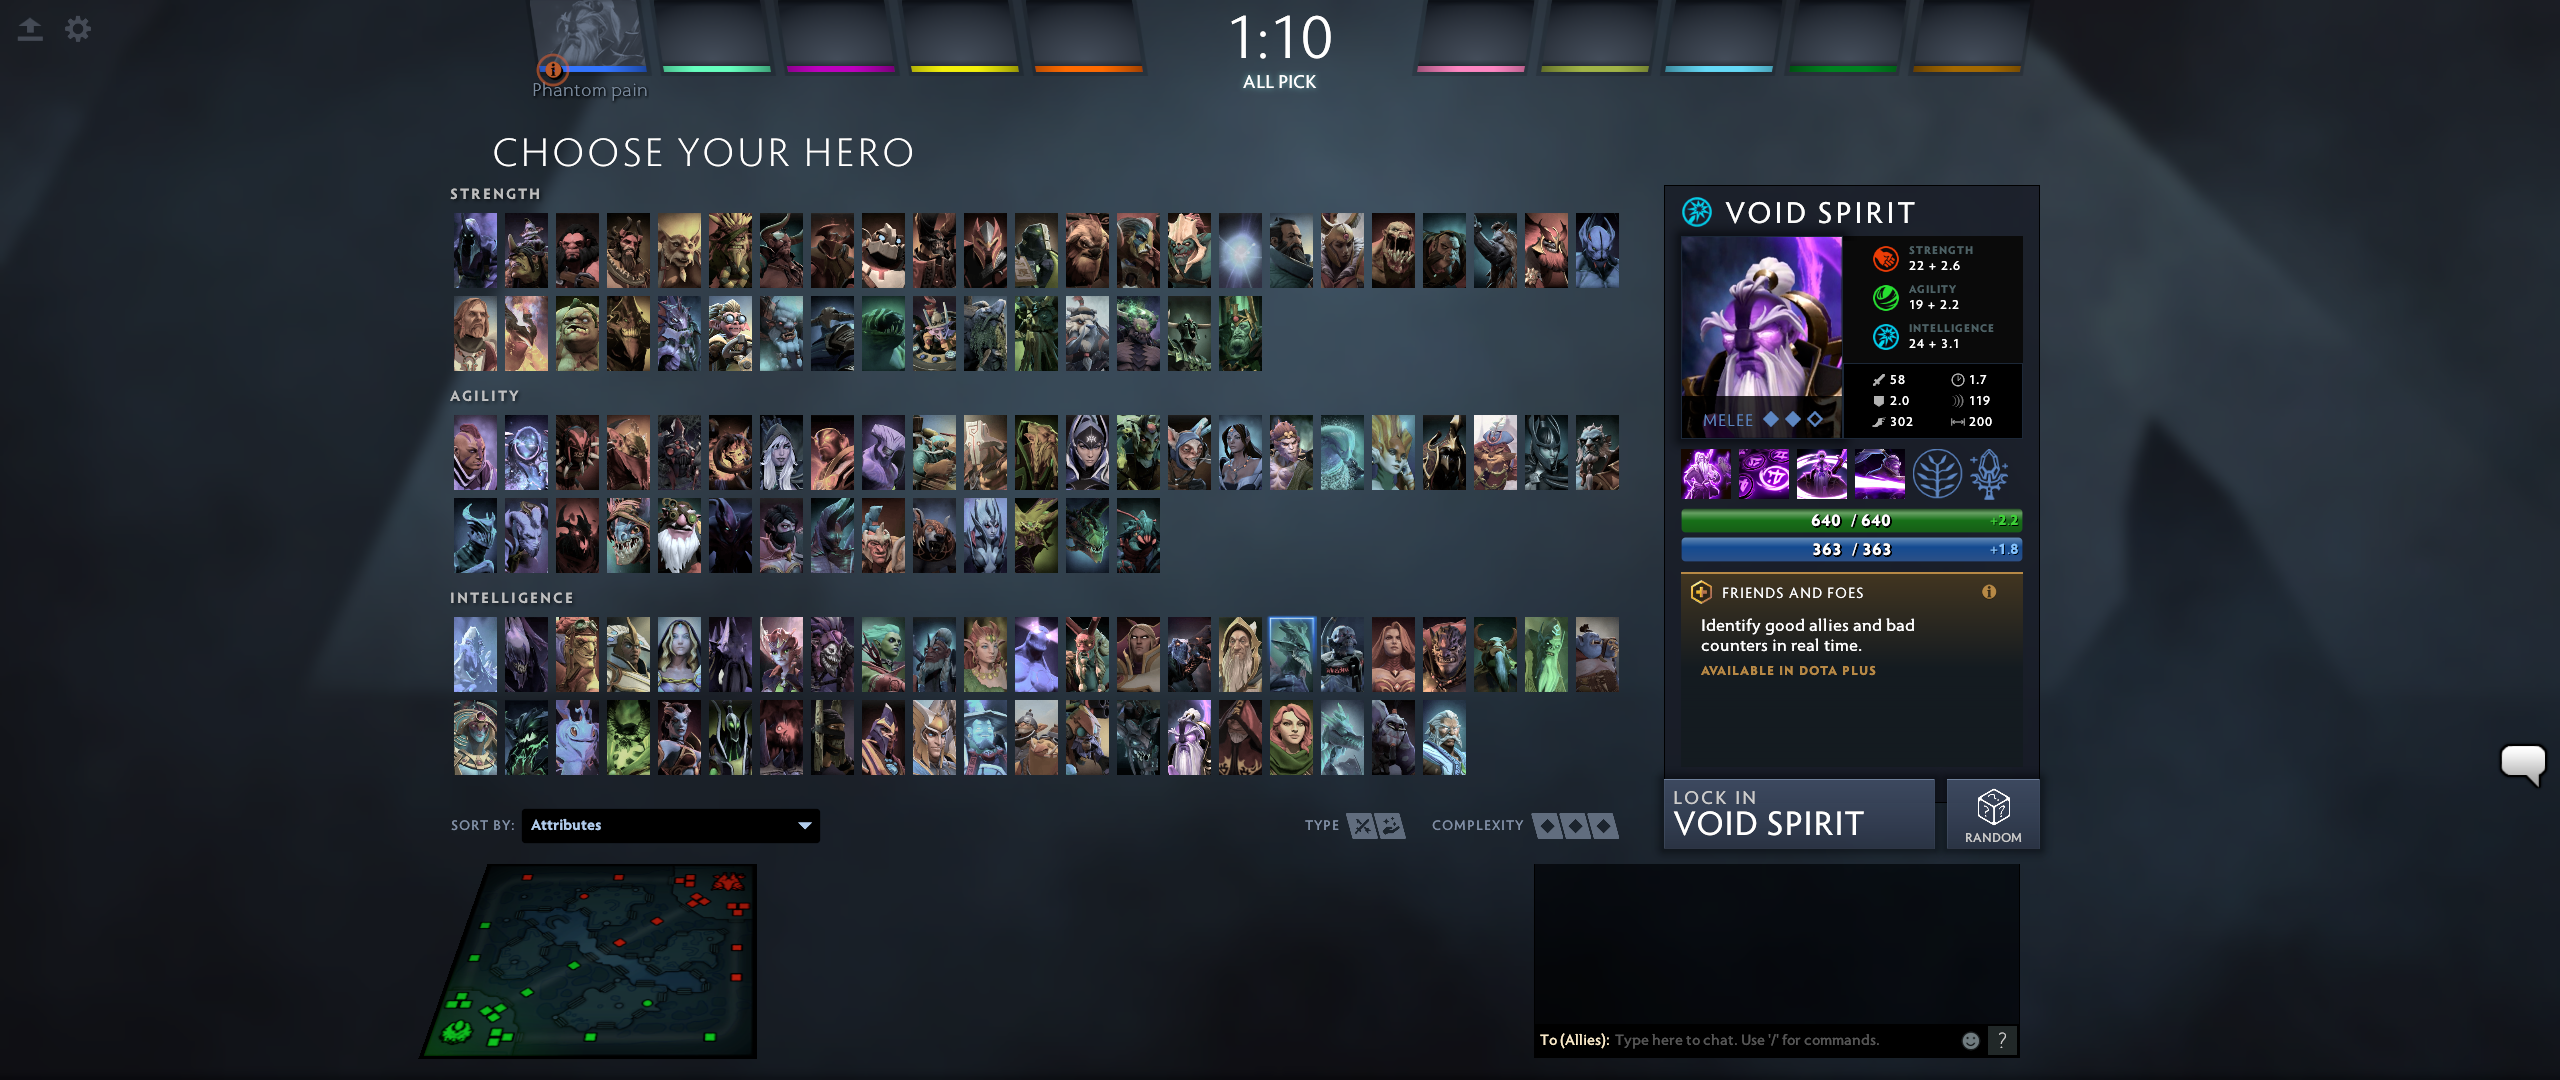 1:10
ALL PICK
Phantom pain
CHOOSE YOUR HERO
STRENGTH
AGILITY
INTELLIGENCE
VOID SPIRIT
STRENGTH
22 + 2.6
AGILITY
19 + 2.2
INTELLIGENCE
24 + 3.1
MELEE
58
1.7
2.0
119
302
200
640 / 640
+2.2
363 / 363
+1.8
FRIENDS AND FOES
Identify good allies and bad
counters in real time.
AVAILABLE IN DOTA PLUS
SORT BY: Attributes
TYPE
COMPLEXITY
LOCK IN
VOID SPIRIT
RANDOM
To (Allies): Type here to chat. Use '/' for commands.
?